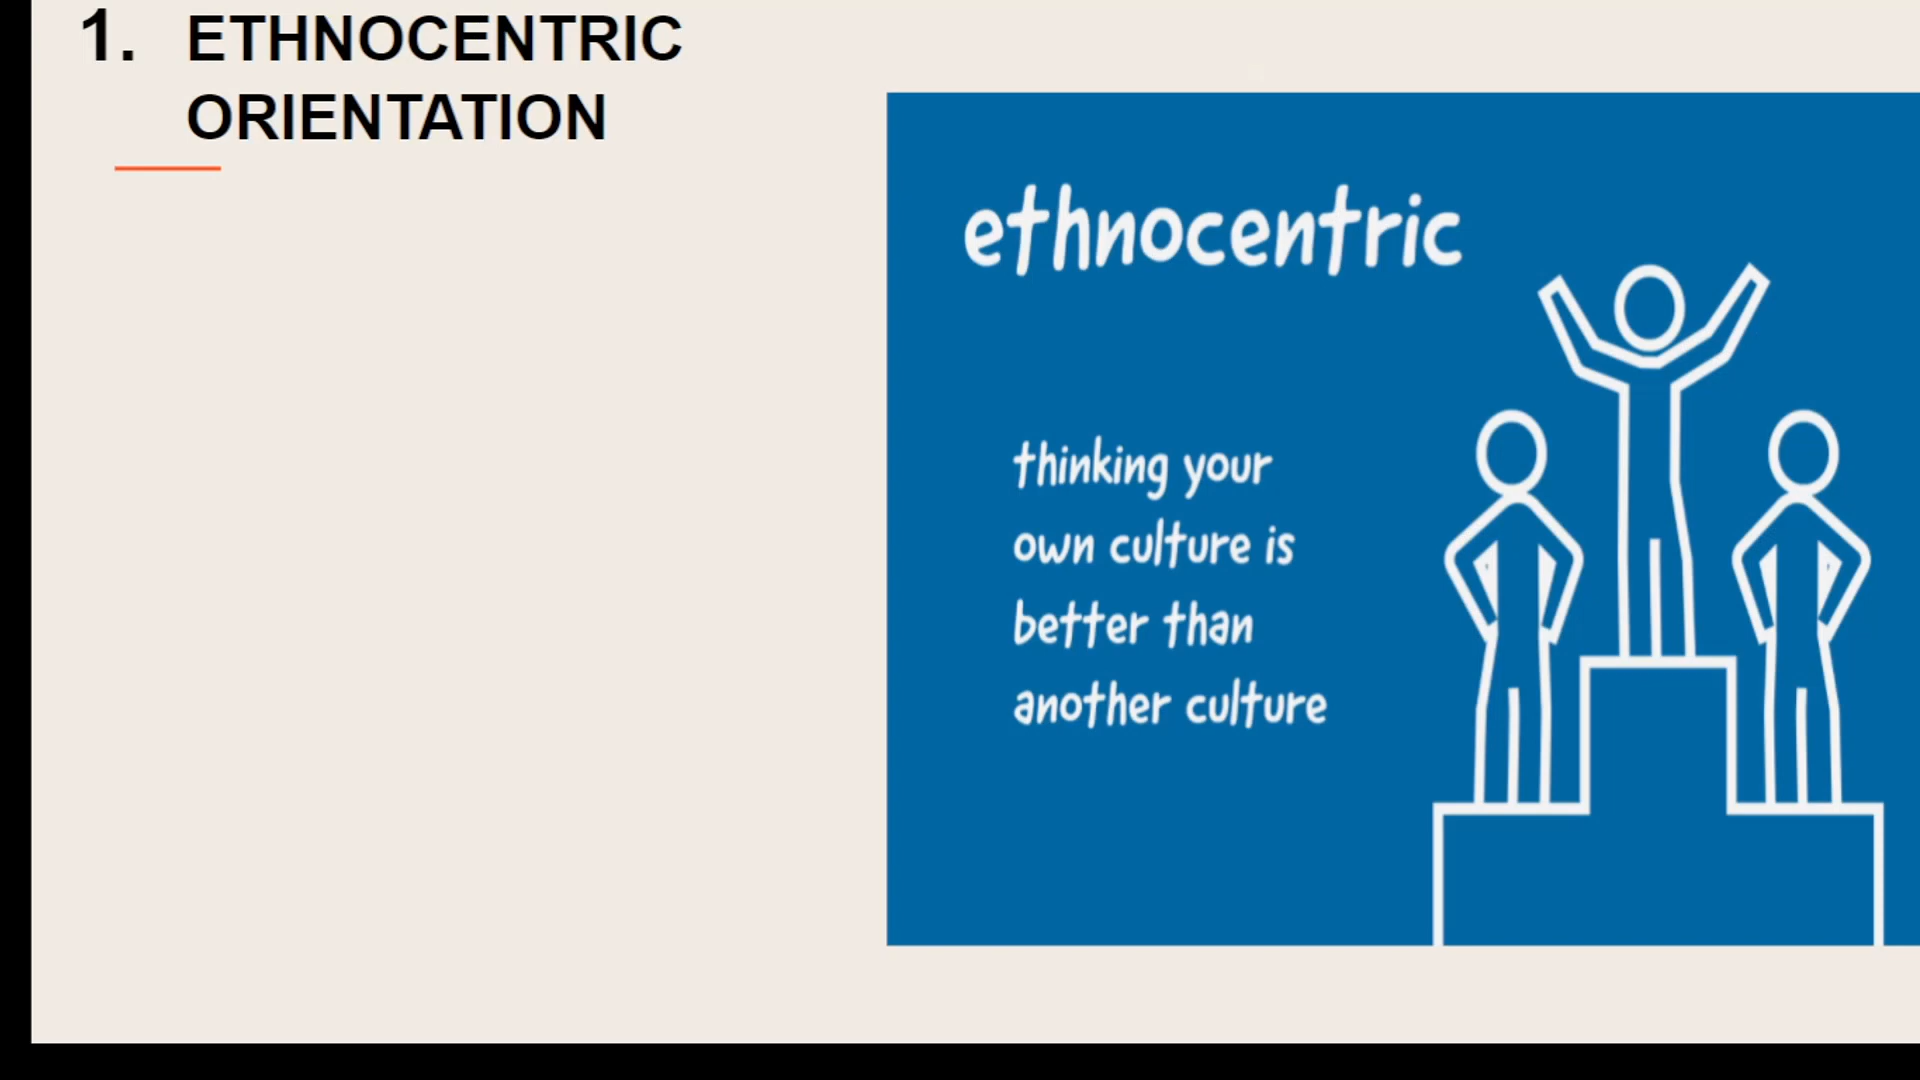 1. ETHNOCENTRIC
ORIENTATION
ethnocentric
thinking your
own culture is
better than
another culture